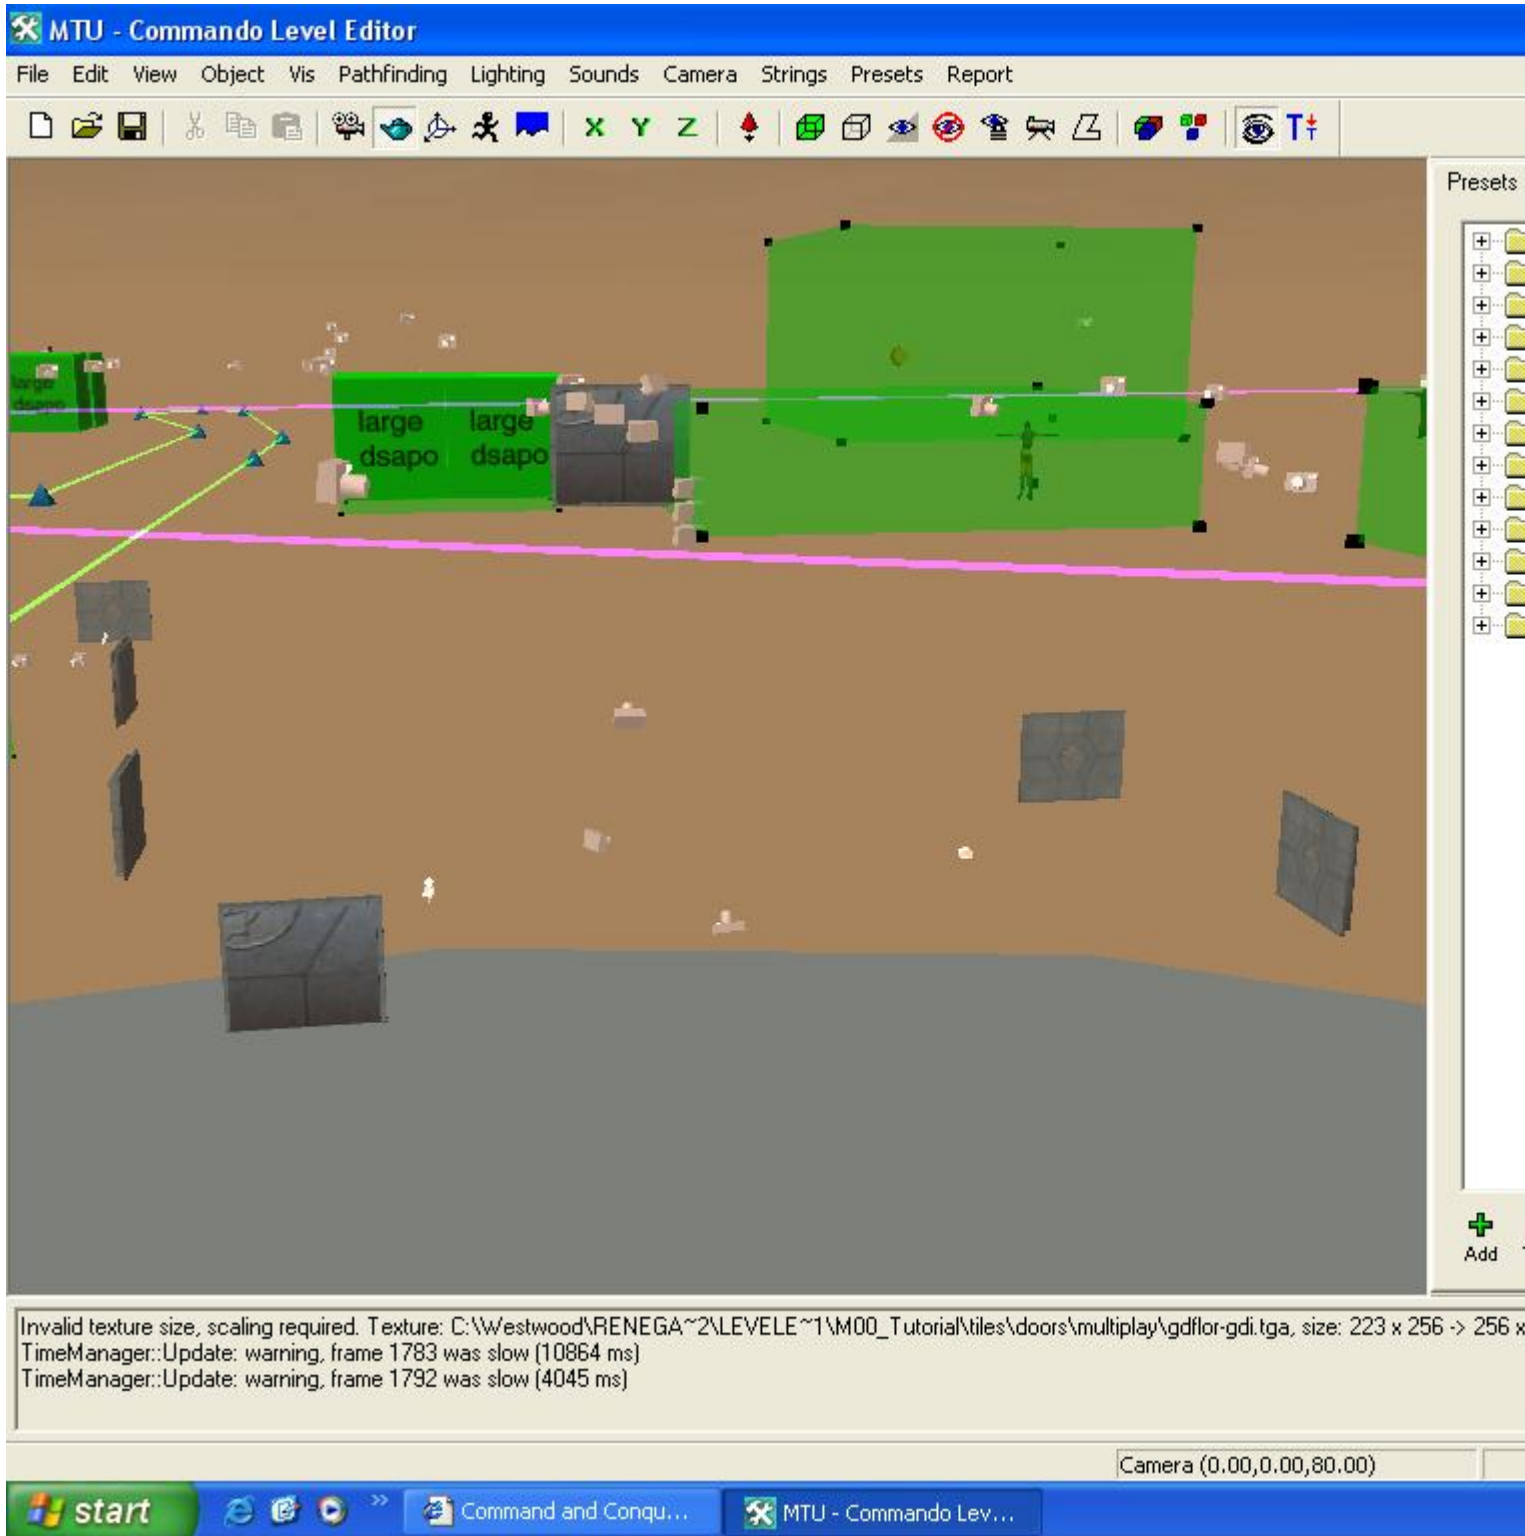 MTU - Commando Level Editor
File Edit View Object Vis Pathfinding Lighting Sounds Camera Strings Presets Report
X Y Z T
Presets
large large
dsapo dsapo
large
dsapo
Add
Invalid texture size, scaling required. Texture: C:\Westwood\RENEGA~2\LEVELE~1\M00_Tutorial\tiles\doors\multiplay\gdflor-gdi.tga, size: 223 x 256 -> 256 x
TimeManager::Update: warning, frame 1783 was slow (10864 ms)
TimeManager::Update: warning, frame 1792 was slow (4045 ms)
Camera (0.00,0.00,80.00)
start
Command and Conqu...
MTU - Commando Lev...